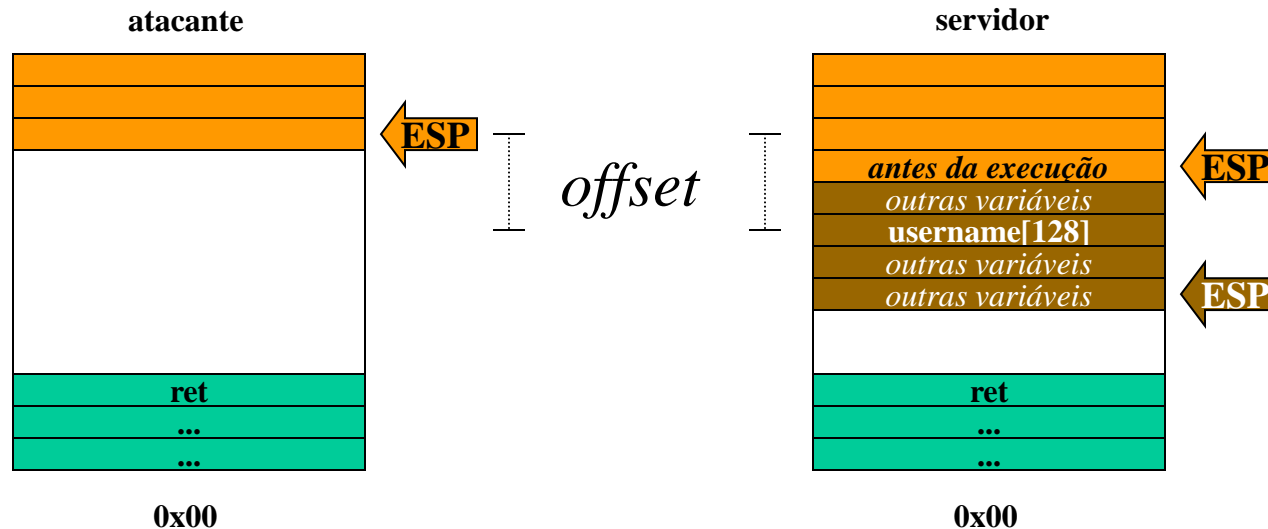 atacante
ESP
ret
...
...
0x00
offset
servidor
antes da execução
ESP
outras variáveis
username[128]
outras variáveis
outras variáveis
ESP
ret
...
...
0x00